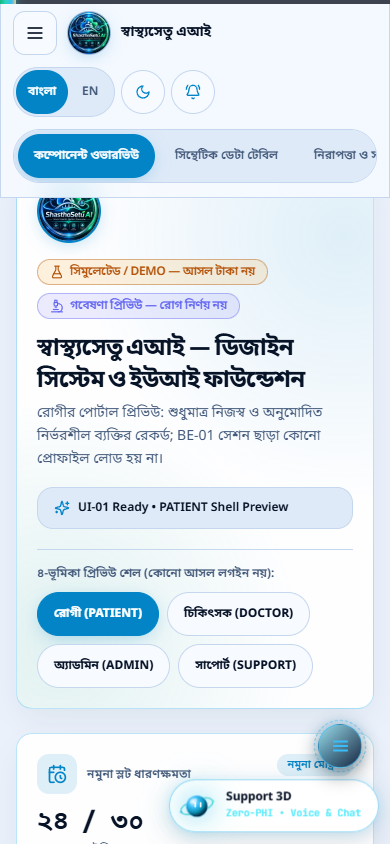 স্বাস্থ্যসেতু এআই
বাংলা EN
কম্পোনেন্ট ওভারভিউ সিন্থেটিক ডেটা টেবিল নিরাপত্তা ও
ShasthoSetu AI
সিমুলেটেড / DEMO — আসল টাকা নয়
গবেষণা প্রিভিউ — রোগ নির্ণয় নয়
স্বাস্থ্যসেতু এআই — ডিজাইন
সিস্টেম ও ইউআই ফাউন্ডেশন
রোগীর পোর্টাল প্রিভিউ: শুধুমাত্র নিজস্ব ও অনুমোদিত
নির্ভরশীল ব্যক্তির রেকর্ড; BE-01 সেশন ছাড়া কোনো
প্রোফাইল লোড হয় না।
UI-01 Ready • PATIENT Shell Preview
৪-ভূমিকা প্রিভিউ শেল (কোনো আসল লগইন নয়):
রোগী (PATIENT) চিকিৎসক (DOCTOR)
অ্যাডমিন (ADMIN) সাপোর্ট (SUPPORT)
নমুনা স্লট ধারণক্ষমতা নমুনা
২৪ / ৩০
Support 3D
Zero-PHI • Voice & Chat